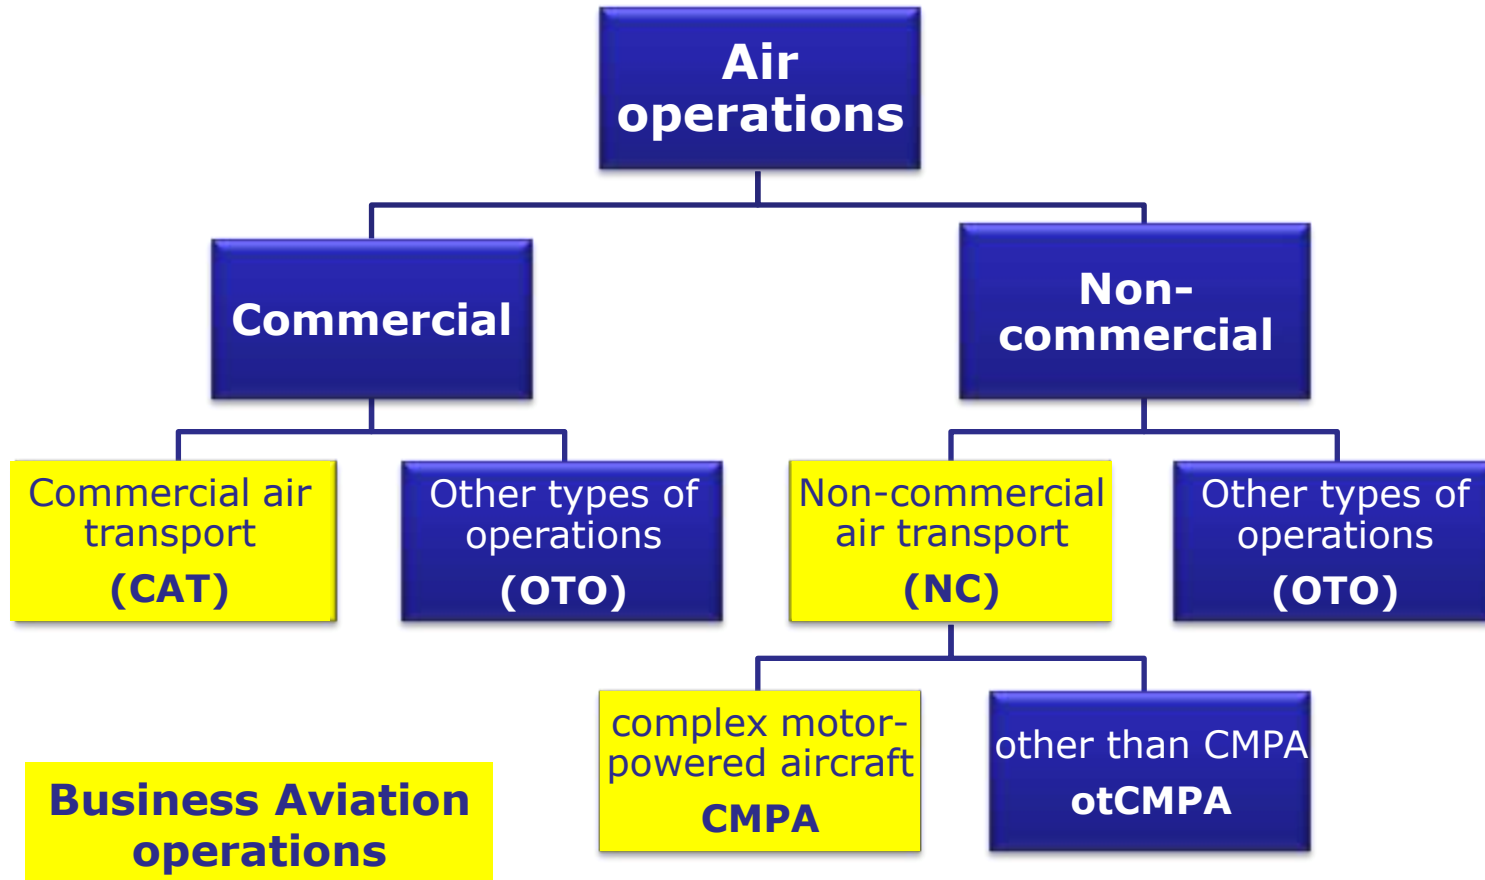 Air
operations
Commercial
Non-
commercial
Commercial air
transport
(CAT)
Other types of
operations
(OTO)
Non-commercial
air transport
(NC)
Other types of
operations
(OTO)
complex motor-
powered aircraft
CMPA
other than CMPA
otCMPA
Business Aviation
operations